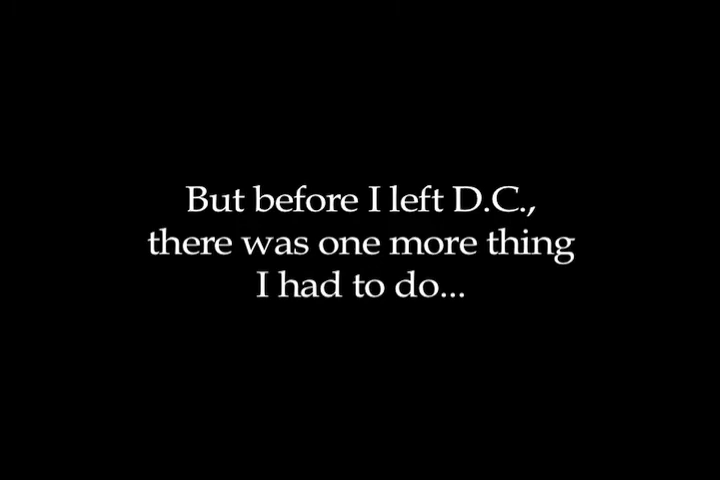 But before I left D.C.,
there was one more thing
I had to do...